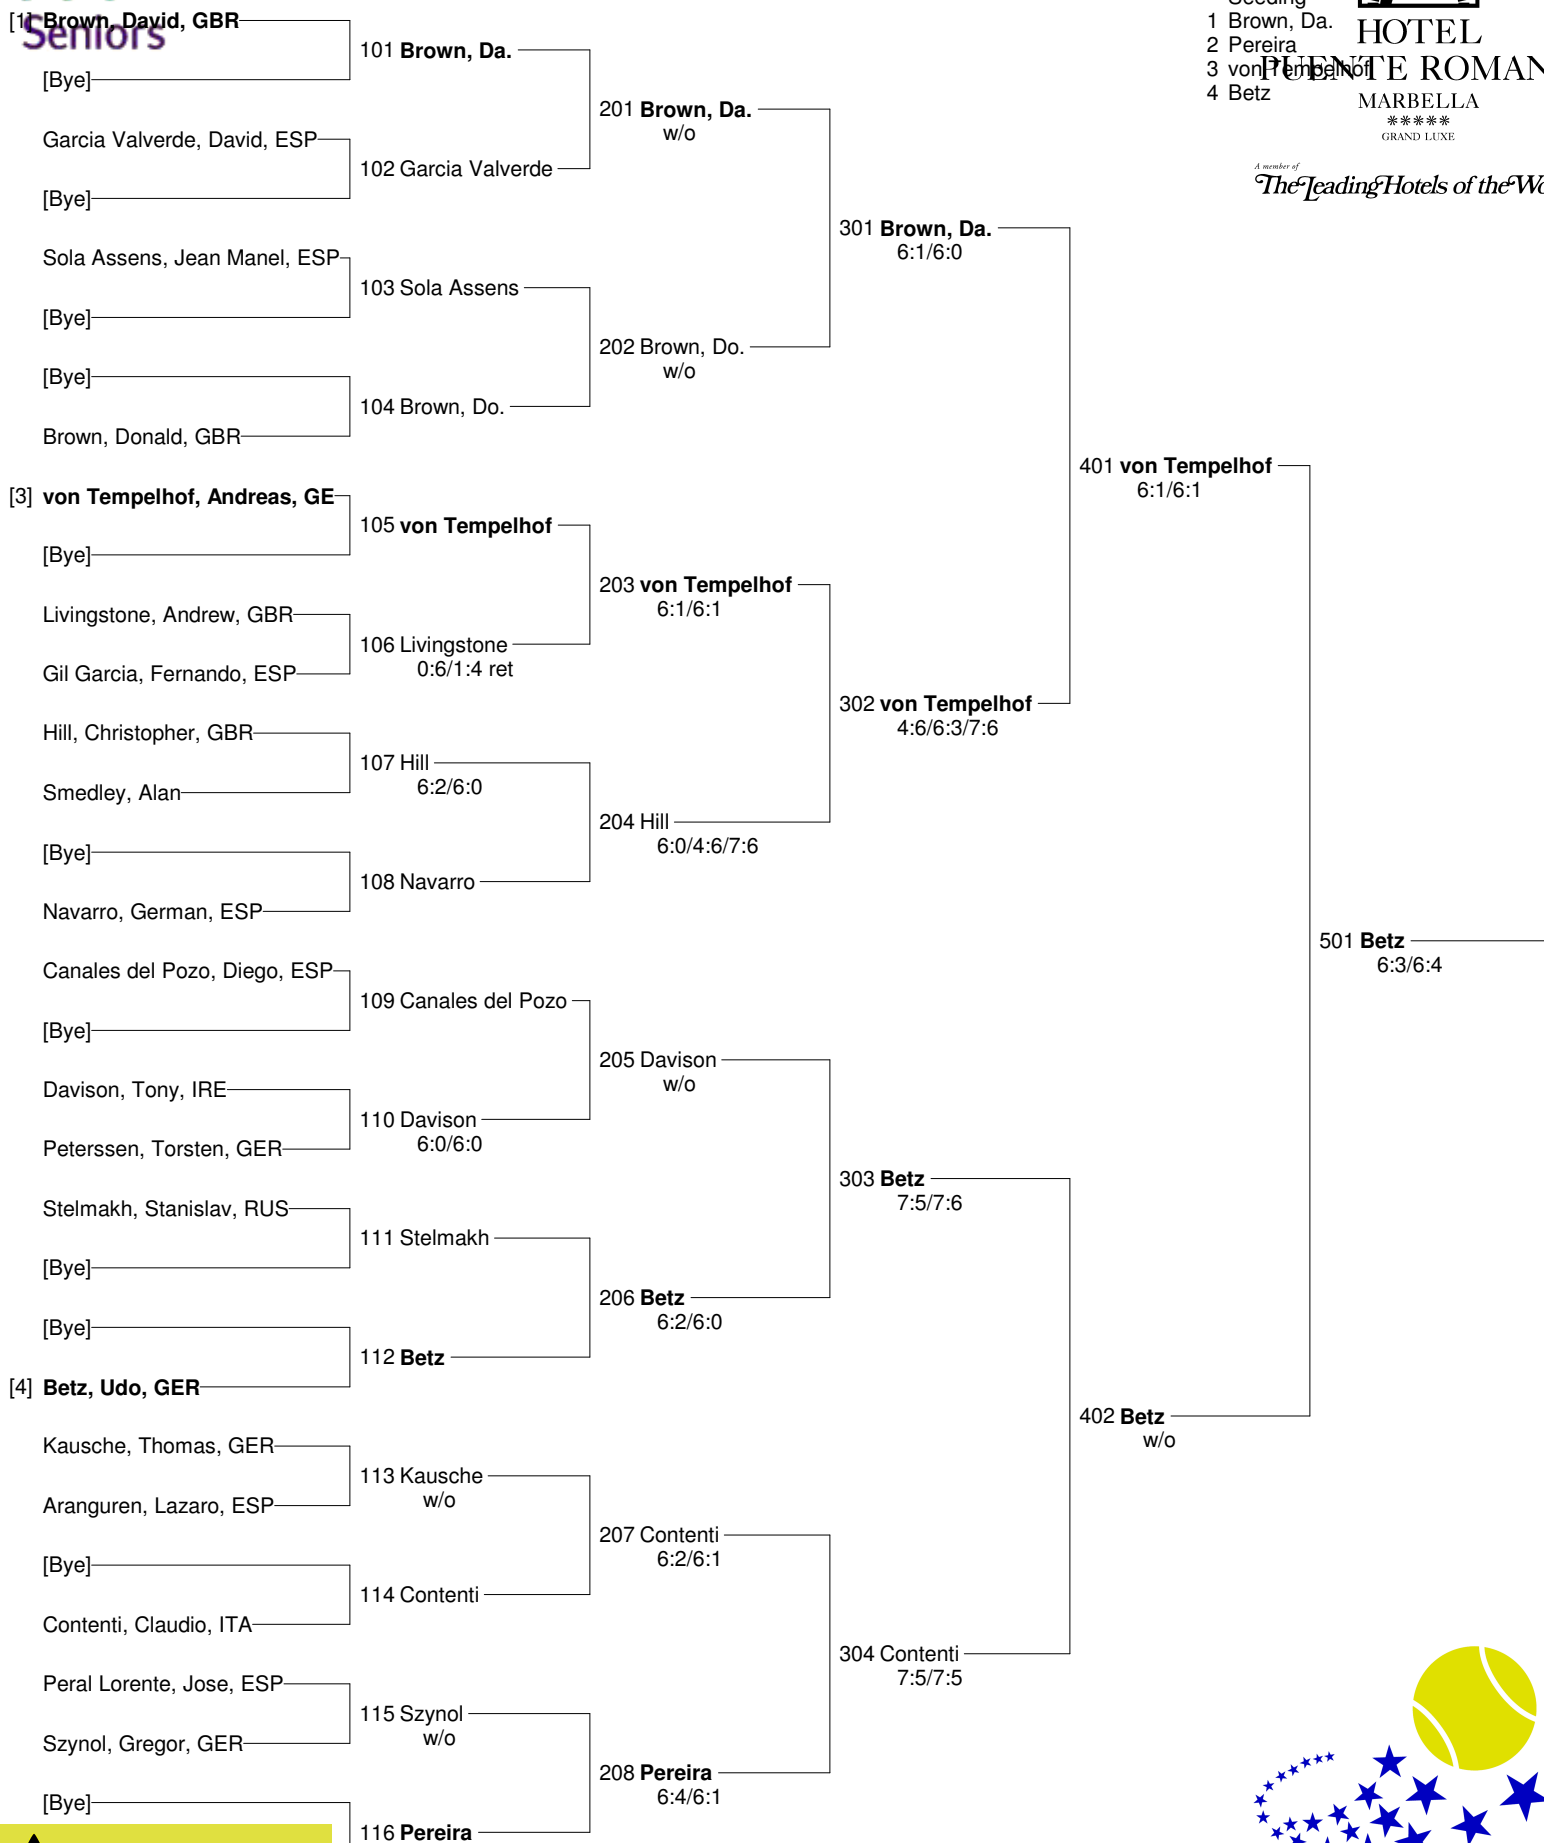 [1] Brown, David, GBR
Seniors
[Bye]
Garcia Valverde, David, ESP
[Bye]
Sola Assens, Jean Manel, ESP
[Bye]
[Bye]
Brown, Donald, GBR
[3] von Tempelhof, Andreas, GE
[Bye]
Livingstone, Andrew, GBR
Gil Garcia, Fernando, ESP
Hill, Christopher, GBR
Smedley, Alan
[Bye]
Navarro, German, ESP
Canales del Pozo, Diego, ESP
[Bye]
Davison, Tony, IRE
Peterssen, Torsten, GER
Stelmakh, Stanislav, RUS
[Bye]
[Bye]
[4] Betz, Udo, GER
Kausche, Thomas, GER
Aranguren, Lazaro, ESP
[Bye]
Contenti, Claudio, ITA
Peral Lorente, Jose, ESP
Szynol, Gregor, GER
[Bye]
101 Brown, Da.
102 Garcia Valverde
103 Sola Assens
104 Brown, Do.
105 von Tempelhof
106 Livingstone
0:6/1:4 ret
107 Hill
6:2/6:0
108 Navarro
109 Canales del Pozo
110 Davison
6:0/6:0
111 Stelmakh
112 Betz
113 Kausche
w/o
114 Contenti
115 Szynol
w/o
116 Pereira
201 Brown, Da.
w/o
202 Brown, Do.
w/o
203 von Tempelhof
6:1/6:1
204 Hill
6:0/4:6/7:6
205 Davison
w/o
206 Betz
6:2/6:0
207 Contenti
6:2/6:1
208 Pereira
6:4/6:1
301 Brown, Da.
6:1/6:0
302 von Tempelhof
4:6/6:3/7:6
303 Betz
7:5/7:6
304 Contenti
7:5/7:5
401 von Tempelhof
6:1/6:1
402 Betz
w/o
501 Betz
6:3/6:4
Seeding
1 Brown, Da.
2 Pereira
3 von Tempelhof
4 Betz
HOTEL
PUENTE ROMAN
MARBELLA
*****
GRAND LUXE
A member of
The Leading Hotels of the Wo